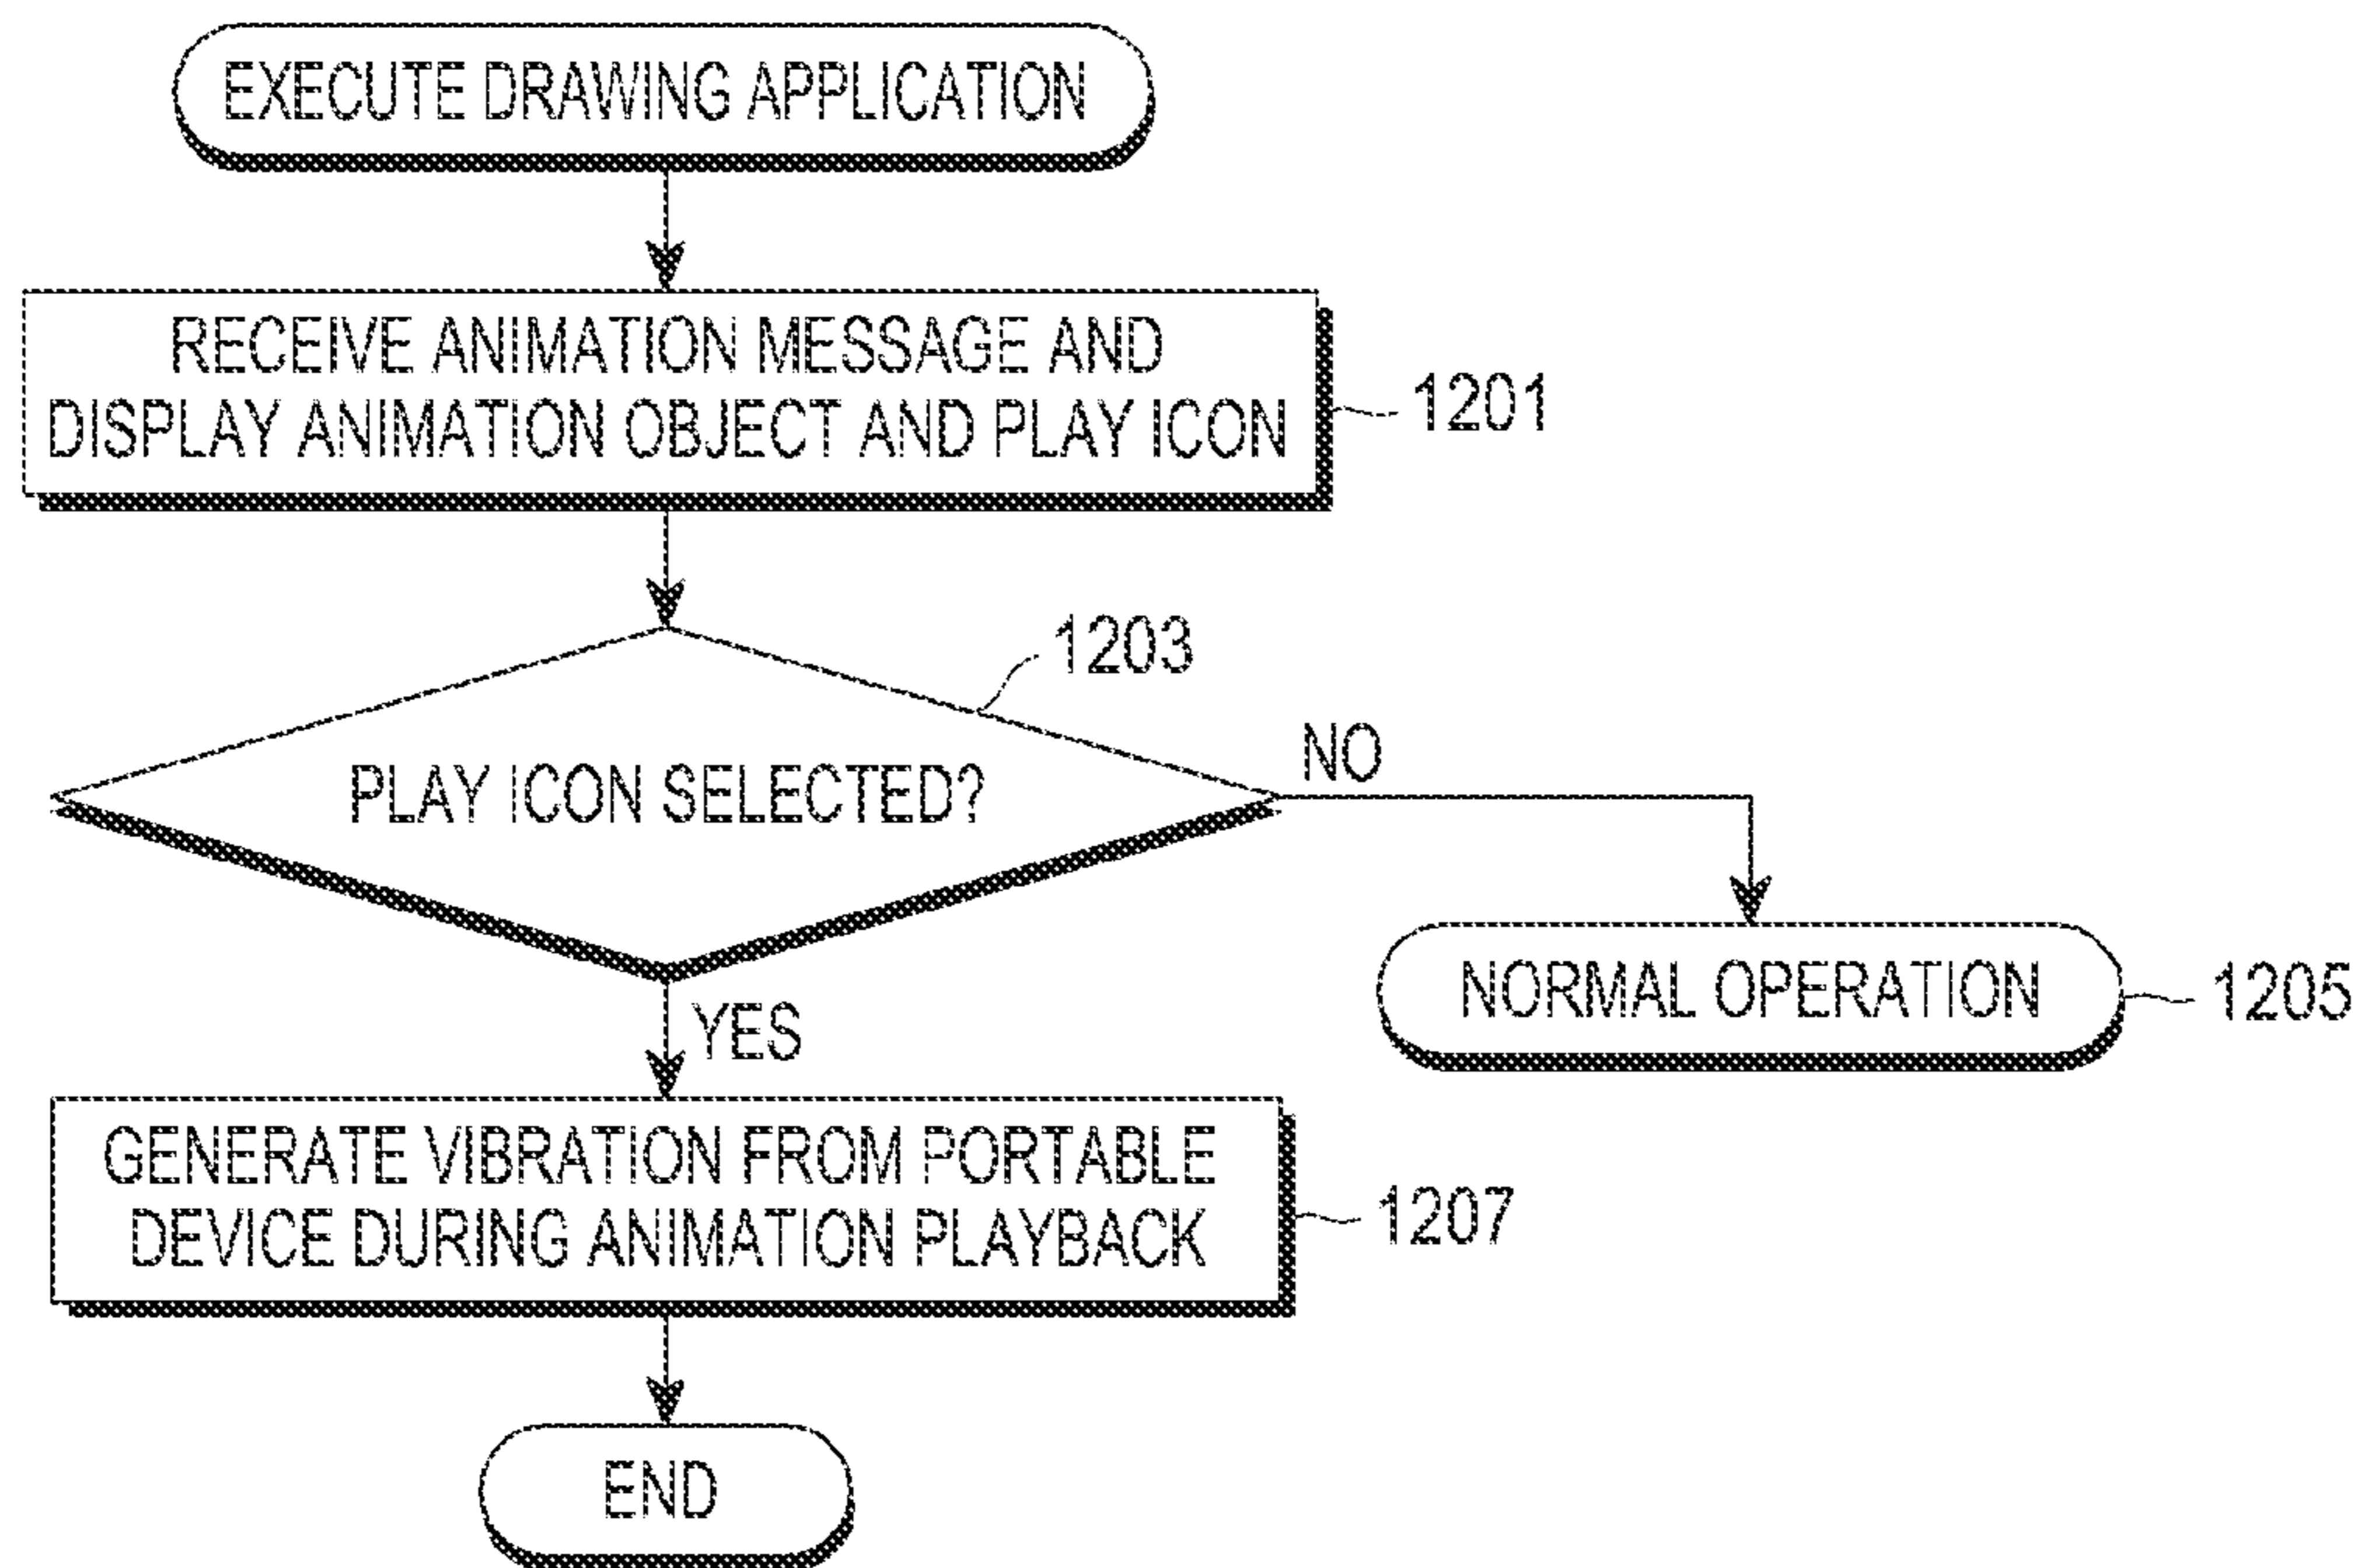 EXECUTE DRAWING APPLICATION
RECEIVE ANIMATION MESSAGE AND
DISPLAY ANIMATION OBJECT AND PLAY ICON
1201
1203
PLAY ICON SELECTED?
NO
NORMAL OPERATION
1205
YES
GENERATE VIBRATION FROM PORTABLE
DEVICE DURING ANIMATION PLAYBACK
1207
END